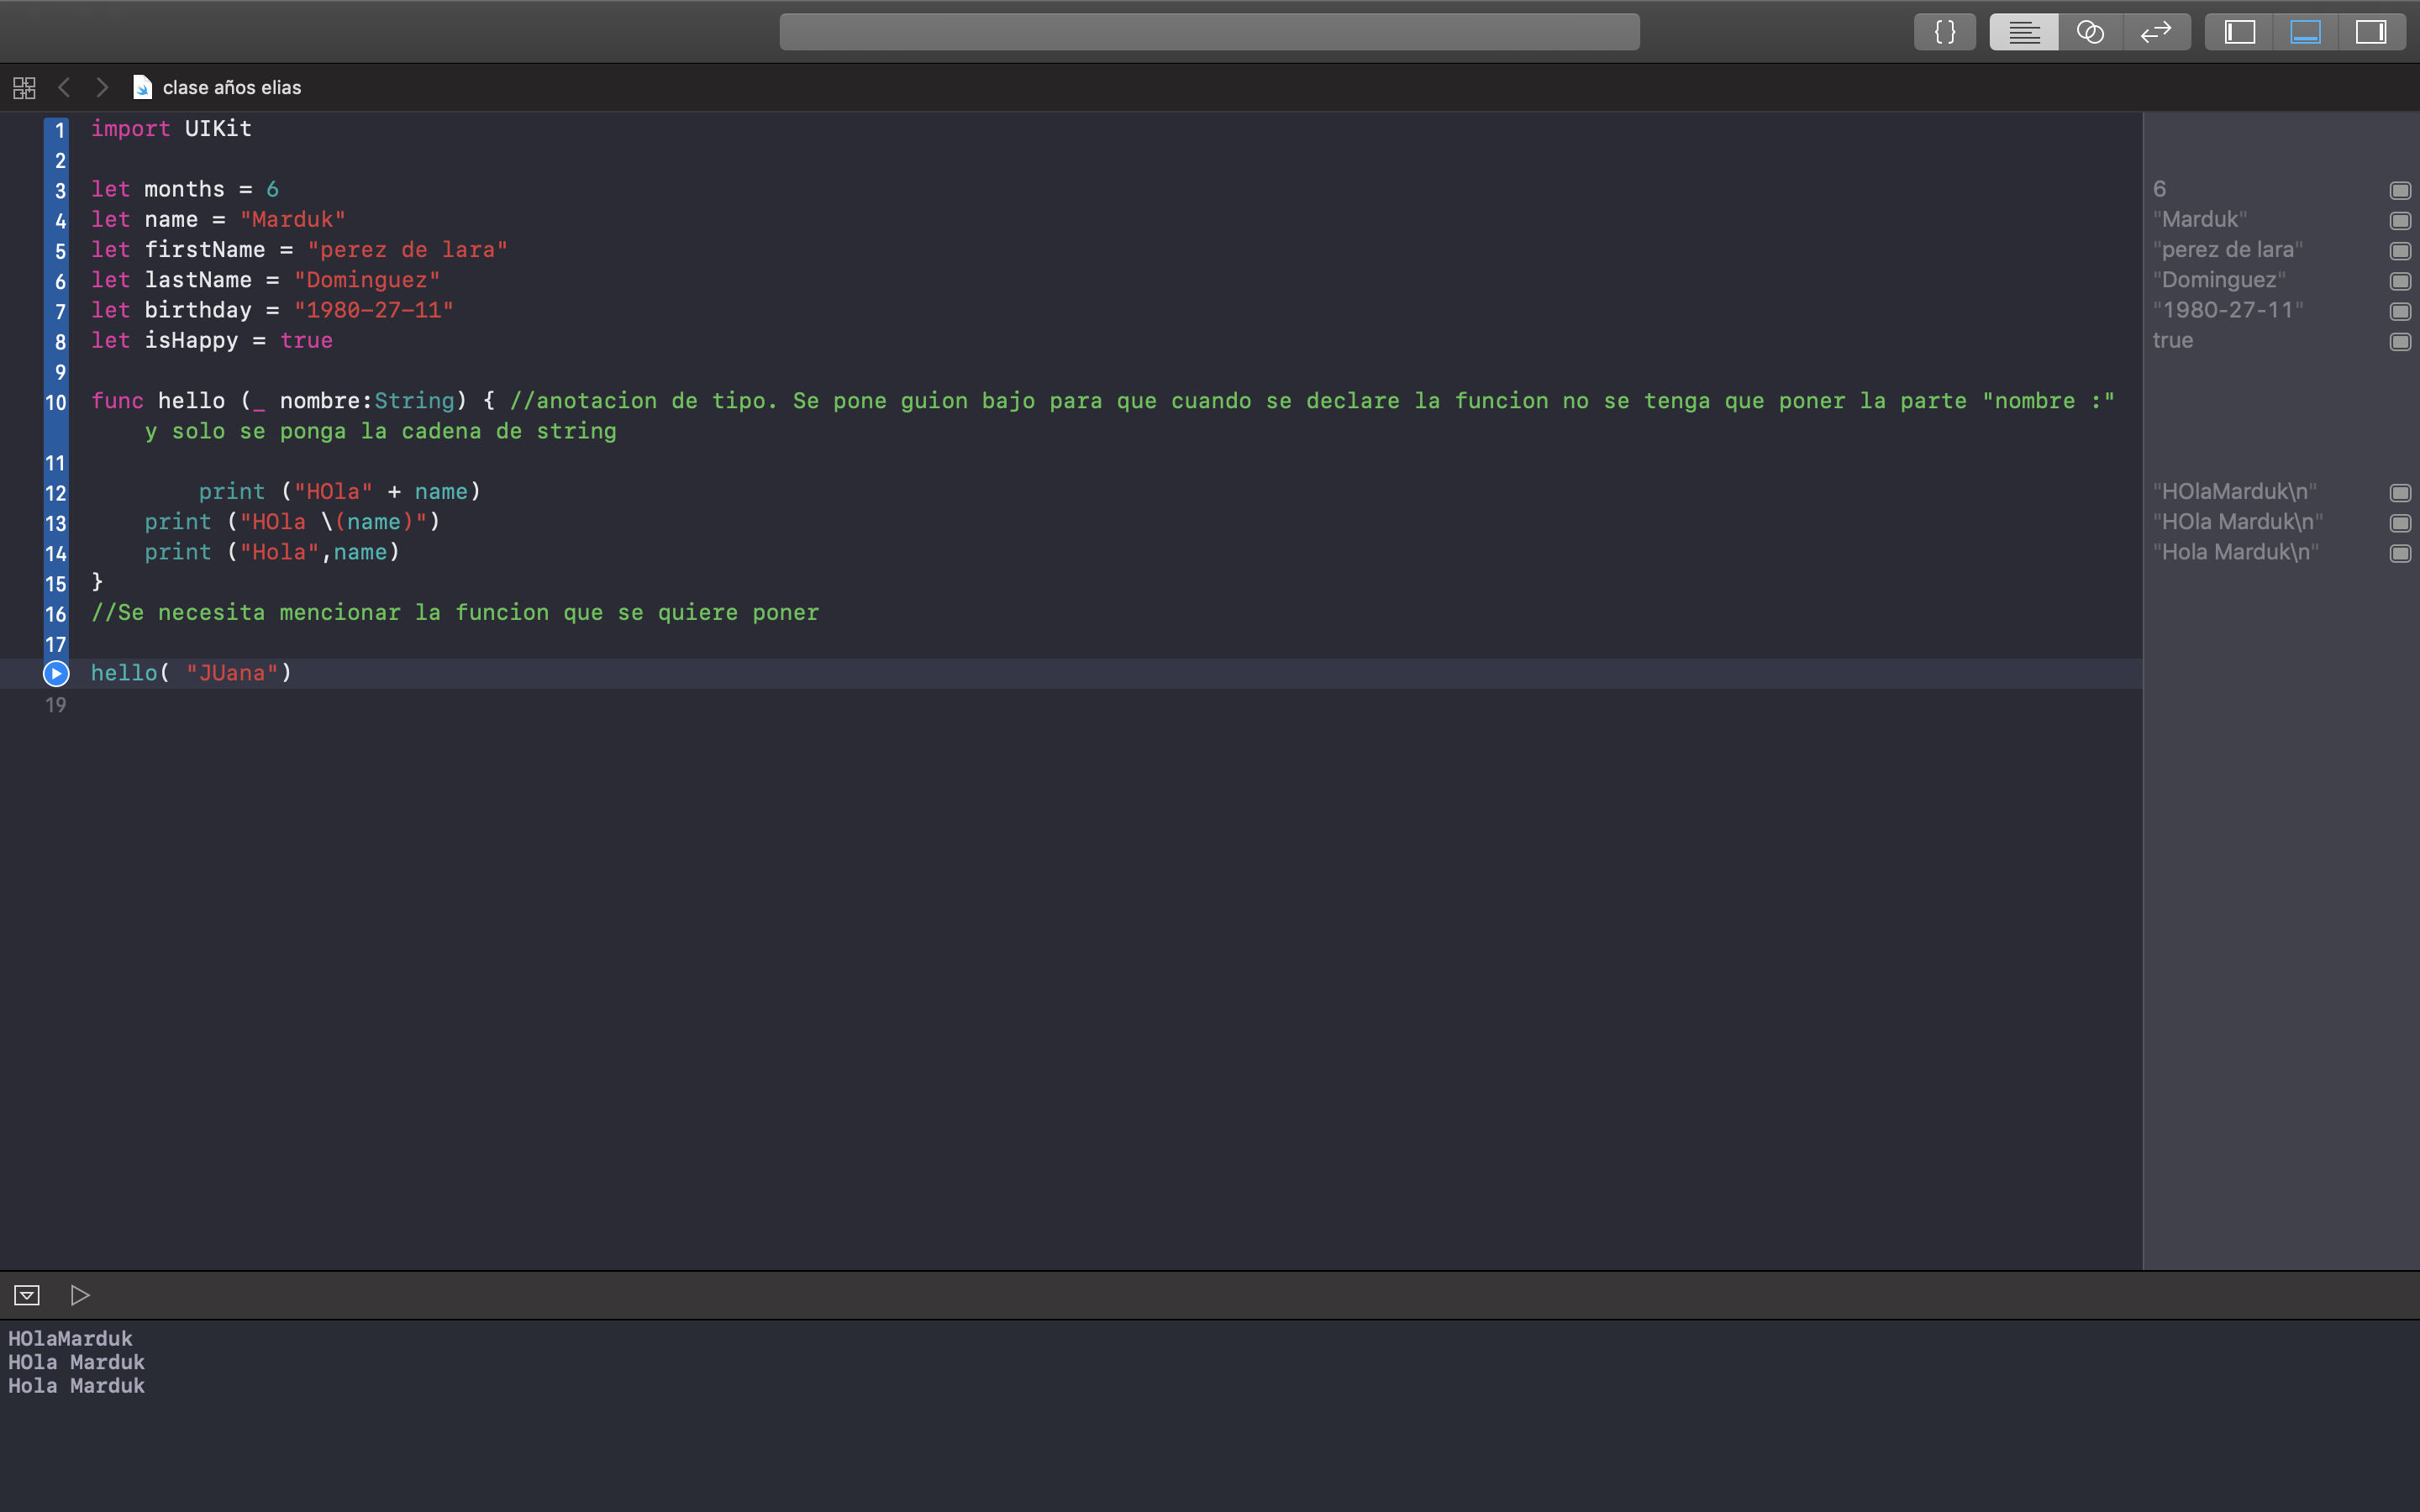 { }
clase años elias
1 import UIKit
2
3 let months = 6
4 let name = "Marduk"
5 let firstName = "perez de lara"
6 let lastName = "Dominguez"
7 let birthday = "1980-27-11"
8 let isHappy = true
9
10 func hello (_ nombre:String) { //anotacion de tipo. Se pone guion bajo para que cuando se declare la funcion no se tenga que poner la parte "nombre :"
y solo se ponga la cadena de string
11
12 print ("HOla" + name)
13 print ("HOla \(name)")
14 print ("Hola",name)
15 }
16 //Se necesita mencionar la funcion que se quiere poner
17
hello( "JUana")
19
6
"Marduk"
"perez de lara"
"Dominguez"
"1980-27-11"
true
"HOlaMarduk\n"
"HOla Marduk\n"
"Hola Marduk\n"
HOlaMarduk
HOla Marduk
Hola Marduk